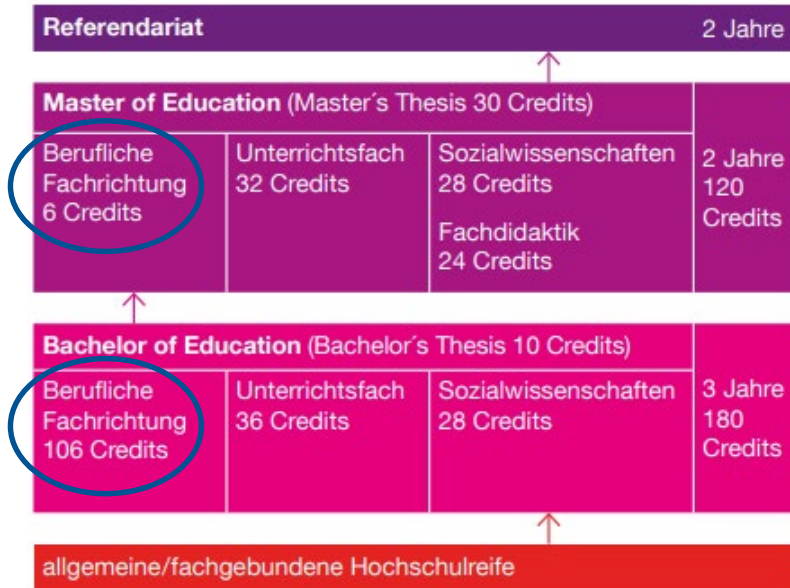 Referendariat 2 Jahre
Master of Education (Master´s Thesis 30 Credits)
Berufliche
Fachrichtung
6 Credits
Unterrichtsfach
32 Credits
Sozialwissenschaften
28 Credits
Fachdidaktik
24 Credits
2 Jahre
120
Credits
Bachelor of Education (Bachelor´s Thesis 10 Credits)
Berufliche
Fachrichtung
106 Credits
Unterrichtsfach
36 Credits
Sozialwissenschaften
28 Credits
3 Jahre
180
Credits
allgemeine/fachgebundene Hochschulreife